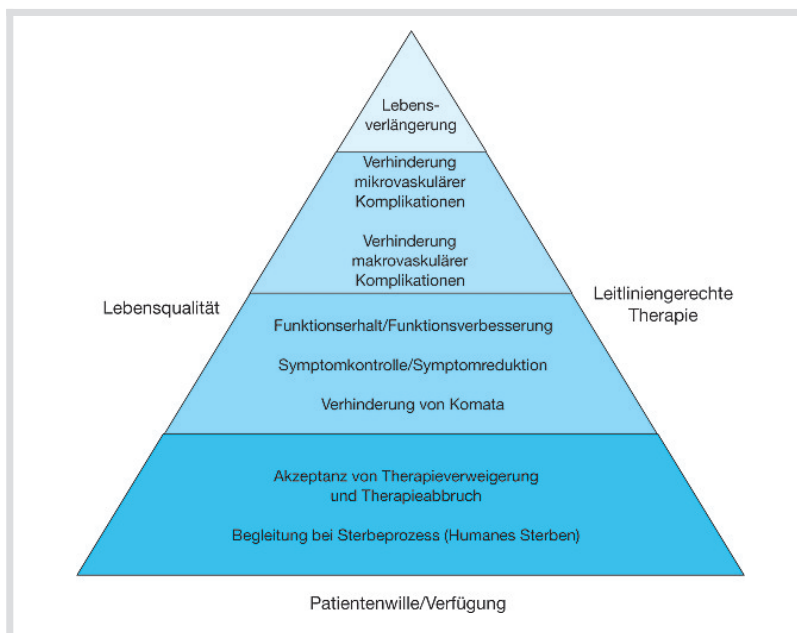 Lebens-
verlängerung
Verhinderung
mikrovaskulärer
Komplikationen
Verhinderung
makrovaskulärer
Komplikationen
Lebensqualität
Leitliniengerechte
Therapie
Funktionserhalt/Funktionsverbesserung
Symptomkontrolle/Symptomreduktion
Verhinderung von Komata
Akzeptanz von Therapieverweigerung
und Therapieabbruch
Begleitung bei Sterbeprozess (Humanes Sterben)
Patientenwille/Verfügung